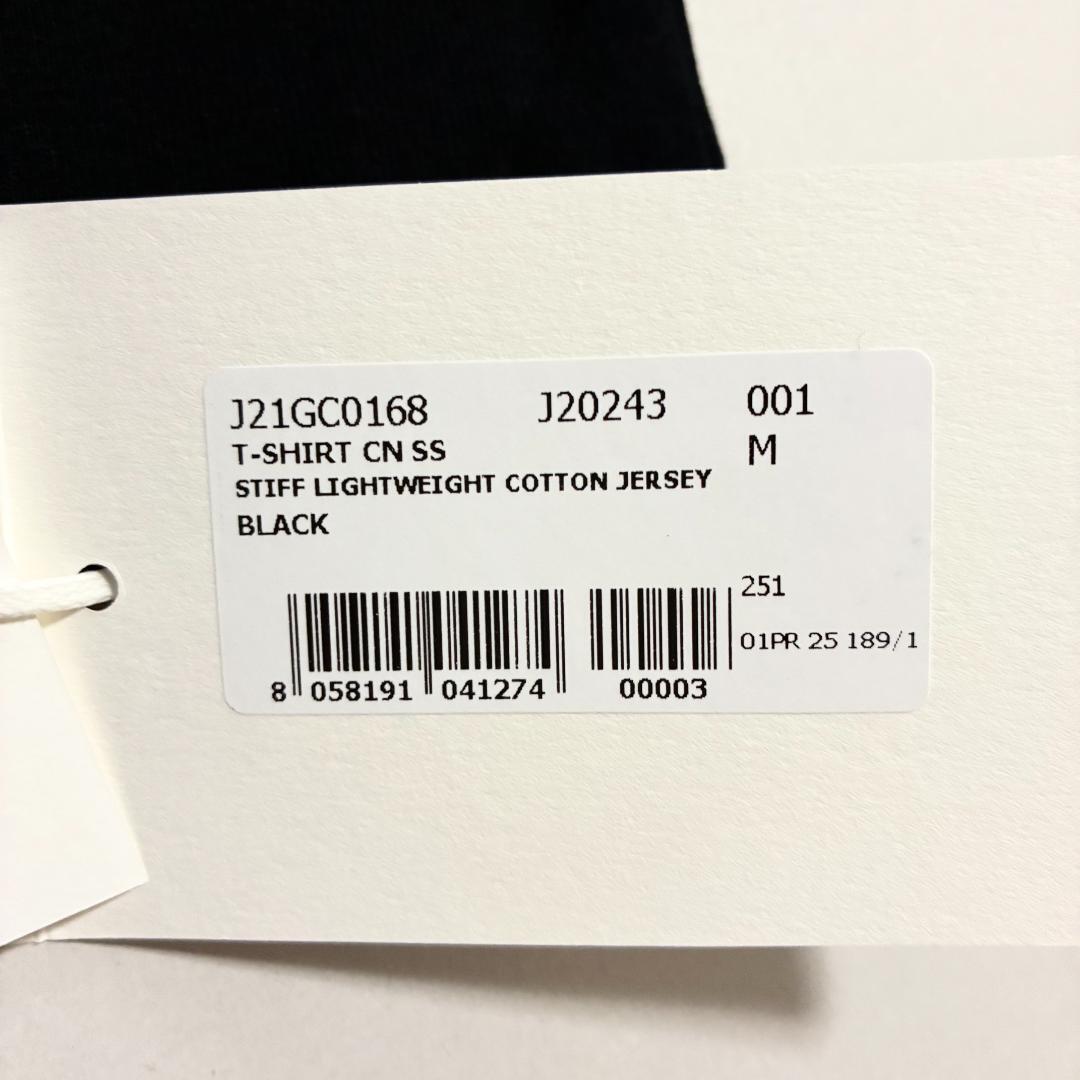 J21GC0168 J20243 001
T-SHIRT CN SS M
STIFF LIGHTWEIGHT COTTON JERSEY
BLACK
251
01PR 25 189/1
8 058191 041274 00003